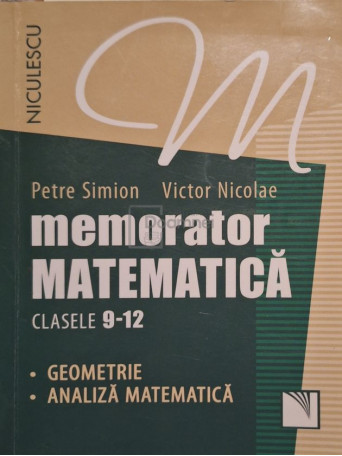 NICULESCU
m
Petre Simion Victor Nicolae
memorator
MATEMATICĂ
CLASELE 9-12
• GEOMETRIE
• ANALIZĂ MATEMATICĂ